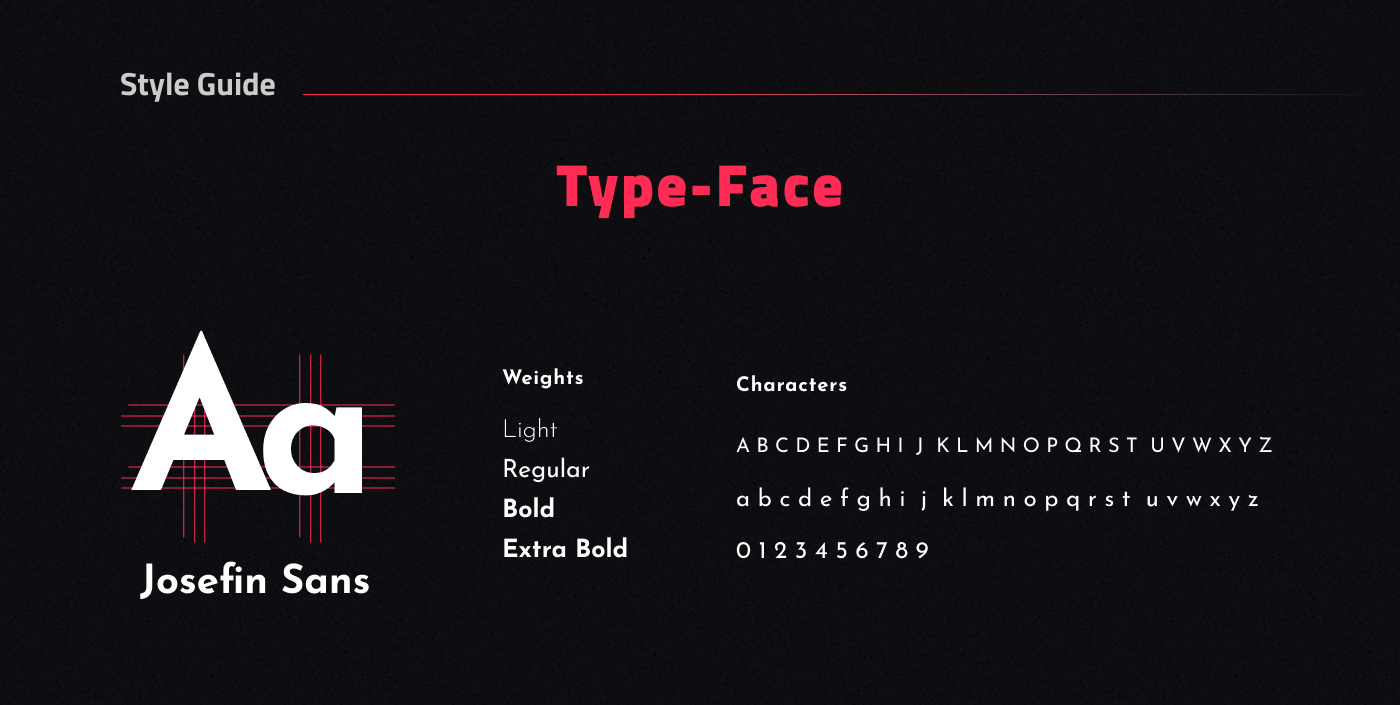 Style Guide
Type-Face
Aa
Josefin Sans
Weights
Light
Regular
Bold
Extra Bold
Characters
A B C D E F G H I J K L M N O P Q R S T U V W X Y Z
a b c d e f g h i j k l m n o p q r s t u v w x y z
0 1 2 3 4 5 6 7 8 9